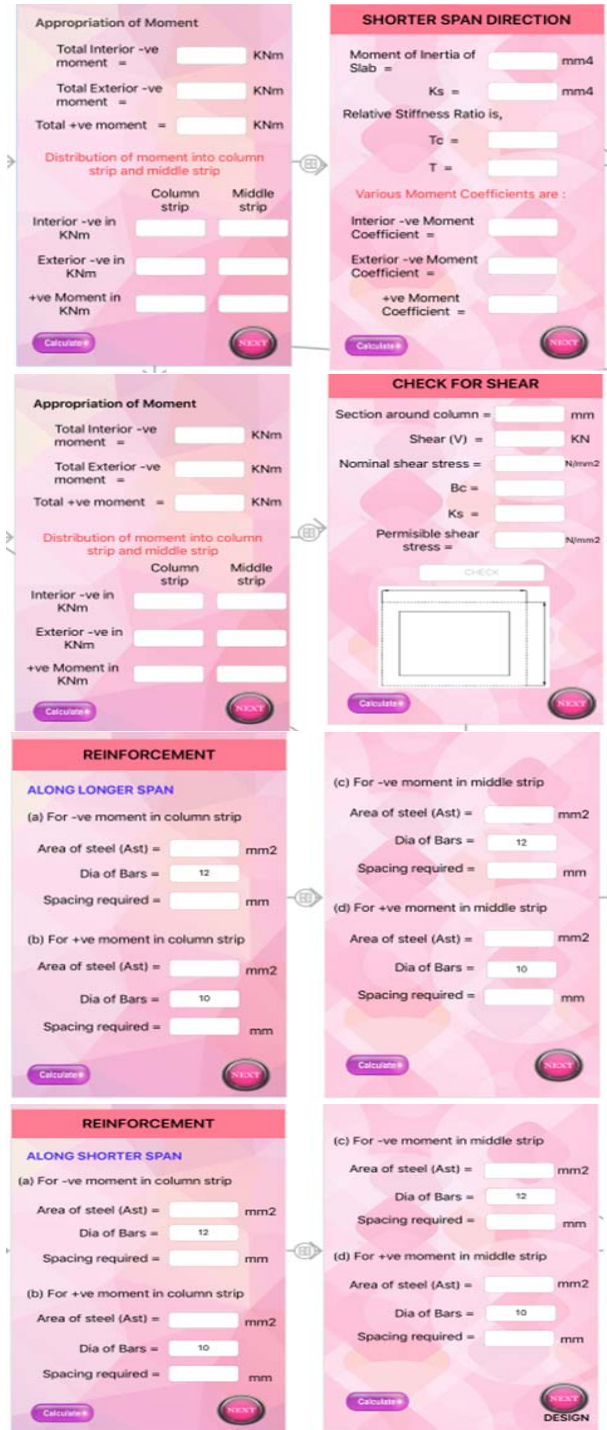 Appropriation of Moment
Total Interior -ve
moment =
KNm
Total Exterior -ve
moment =
KNm
Total +ve moment =
KNm
Distribution of moment into column
strip and middle strip
Column
strip
Middle
strip
Interior -ve in
KNm
Exterior -ve in
KNm
+ve Moment in
KNm
Calculate
NEXT
SHORTER SPAN DIRECTION
Moment of Inertia of
Slab =
mm4
Ks =
mm4
Relative Stiffness Ratio is,
Tc =
T =
Various Moment Coefficients are :
Interior -ve Moment
Coefficient =
Exterior -ve Moment
Coefficient =
+ve Moment
Coefficient =
Calculate
NEXT
Appropriation of Moment
Total Interior -ve
moment =
KNm
Total Exterior -ve
moment =
KNm
Total +ve moment =
KNm
Distribution of moment into column
strip and middle strip
Column
strip
Middle
strip
Interior -ve in
KNm
Exterior -ve in
KNm
+ve Moment in
KNm
Calculate
NEXT
CHECK FOR SHEAR
Section around column =
mm
Shear (V) =
KN
Nominal shear stress =
N/mm2
Bc =
Ks =
Permisible shear
stress =
N/mm2
CHECK
Calculate
NEXT
REINFORCEMENT
ALONG LONGER SPAN
(a) For -ve moment in column strip
Area of steel (Ast) =
mm2
Dia of Bars = 12
Spacing required =
mm
(b) For +ve moment in column strip
Area of steel (Ast) =
mm2
Dia of Bars = 10
Spacing required =
mm
Calculate
NEXT
(c) For -ve moment in middle strip
Area of steel (Ast) =
mm2
Dia of Bars = 12
Spacing required =
mm
(d) For +ve moment in middle strip
Area of steel (Ast) =
mm2
Dia of Bars = 10
Spacing required =
mm
Calculate
NEXT
REINFORCEMENT
ALONG SHORTER SPAN
(a) For -ve moment in column strip
Area of steel (Ast) =
mm2
Dia of Bars = 12
Spacing required =
mm
(b) For +ve moment in column strip
Area of steel (Ast) =
mm2
Dia of Bars = 10
Spacing required =
mm
Calculate
NEXT
(c) For -ve moment in middle strip
Area of steel (Ast) =
mm2
Dia of Bars = 12
Spacing required =
mm
(d) For +ve moment in middle strip
Area of steel (Ast) =
mm2
Dia of Bars = 10
Spacing required =
mm
Calculate
NEXT
DESIGN